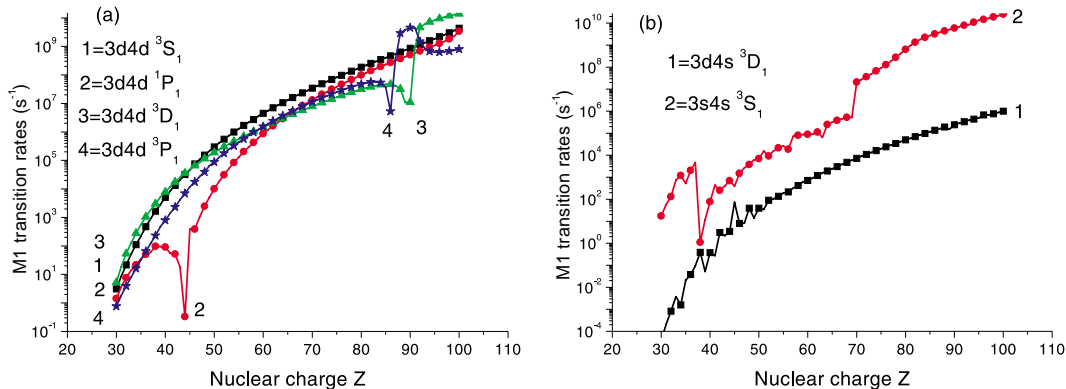 (a)
1=3d4d ³S₁
2=3d4d ¹P₁
3=3d4d ³D₁
4=3d4d ³P₁
M1 transition rates (s⁻¹)
10⁹
10⁷
10⁵
10³
10¹
10⁻¹
3
1
2
4
2
4
3
20 30 40 50 60 70 80 90 100 110
Nuclear charge Z
(b)
1=3d4s ³D₁
2=3s4s ³S₁
2
1
M1 transition rates (s⁻¹)
10¹⁰
10⁸
10⁶
10⁴
10²
10⁰
10⁻²
10⁻⁴
20 30 40 50 60 70 80 90 100 110
Nuclear charge Z